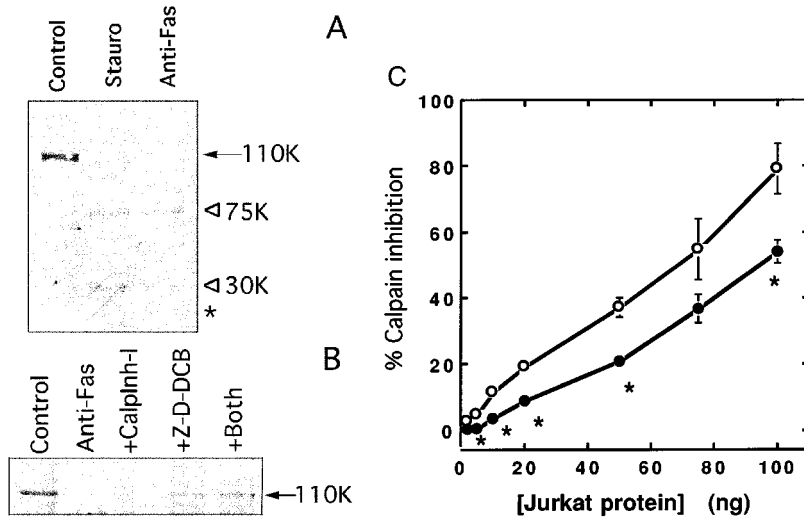 A
Control
Stauro
Anti-Fas
110K
75K
30K
*
B
Control
Anti-Fas
+CalpInh-I
+Z-D-DCB
+Both
110K
C
% Calpain inhibition
100
80
60
40
20
0
* * * * *
0 20 40 60 80 100
[Jurkat protein] (ng)